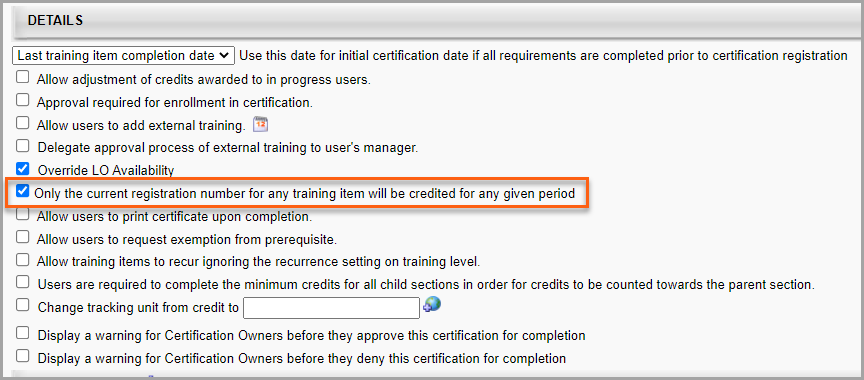 DETAILS
Last training item completion date Use this date for initial certification date if all requirements are completed prior to certification registration
Allow adjustment of credits awarded to in progress users.
Approval required for enrollment in certification.
Allow users to add external training. 12
Delegate approval process of external training to user's manager.
Override LO Availability
Only the current registration number for any training item will be credited for any given period
Allow users to print certificate upon completion.
Allow users to request exemption from prerequisite.
Allow training items to recur ignoring the recurrence setting on training level.
Users are required to complete the minimum credits for all child sections in order for credits to be counted towards the parent section.
Change tracking unit from credit to
Display a warning for Certification Owners before they approve this certification for completion
Display a warning for Certification Owners before they deny this certification for completion